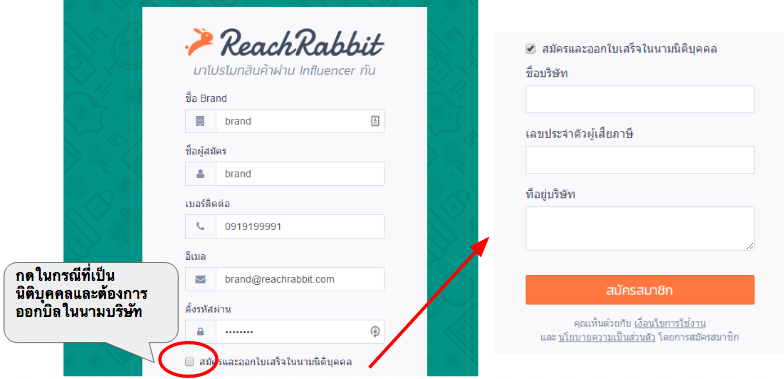 ReachRabbit
มาโปรโมทสินค้าผ่าน Influencer กัน
ชื่อ Brand
brand
ชื่อผู้สมัคร
brand
เบอร์ติดต่อ
0919199991
อีเมล
brand@reachrabbit.com
ตั้งรหัสผ่าน
••••••••
สมัครและออกใบเสร็จในนามนิติบุคคล
กดในกรณีที่เป็น
นิติบุคคลและต้องการ
ออกบิลในนามบริษัท
สมัครและออกใบเสร็จในนามนิติบุคคล
ชื่อบริษัท
เลขประจำตัวผู้เสียภาษี
ที่อยู่บริษัท
สมัครสมาชิก
คุณเห็นด้วยกับ เงื่อนไขการใช้งาน
และ นโยบายความเป็นส่วนตัว โดยการสมัครสมาชิก